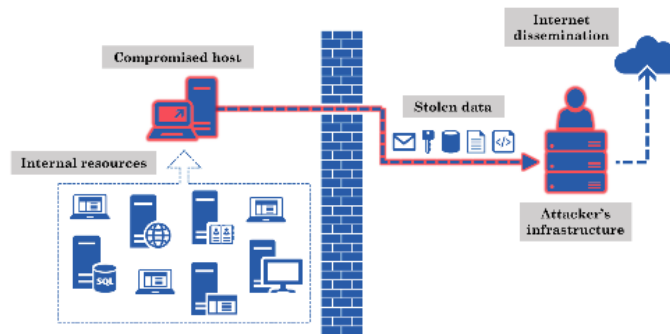 Internet
dissemination
Compromised host
Stolen data
</>
Internal resources
SQL
Attacker's
infrastructure